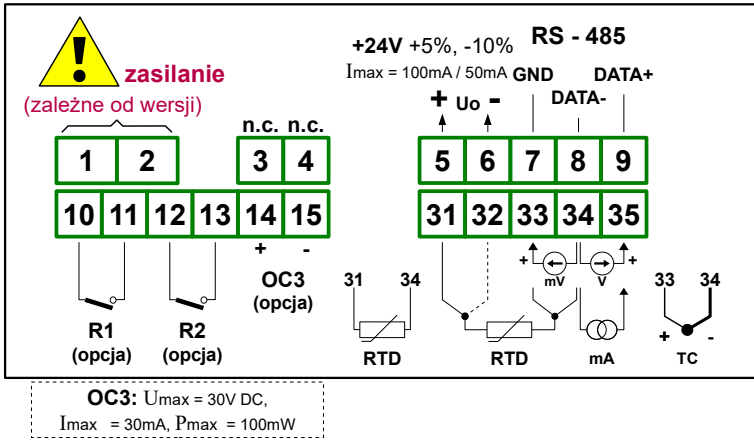 !
zasilanie
(zależne od wersji)
+24V +5%, -10%
RS - 485
Imax = 100mA / 50mA
GND
DATA+
+ Uo -
DATA-
n.c. n.c.
1 2 3 4 5 6 7 8 9
10 11 12 13 14 15 31 32 33 34 35
+ -
OC3
(opcja)
R1
(opcja)
R2
(opcja)
31 34
RTD
RTD
+ mV
V +
mA
33 34
+ -
TC
OC3: Umax = 30V DC,
Imax = 30mA, Pmax = 100mW